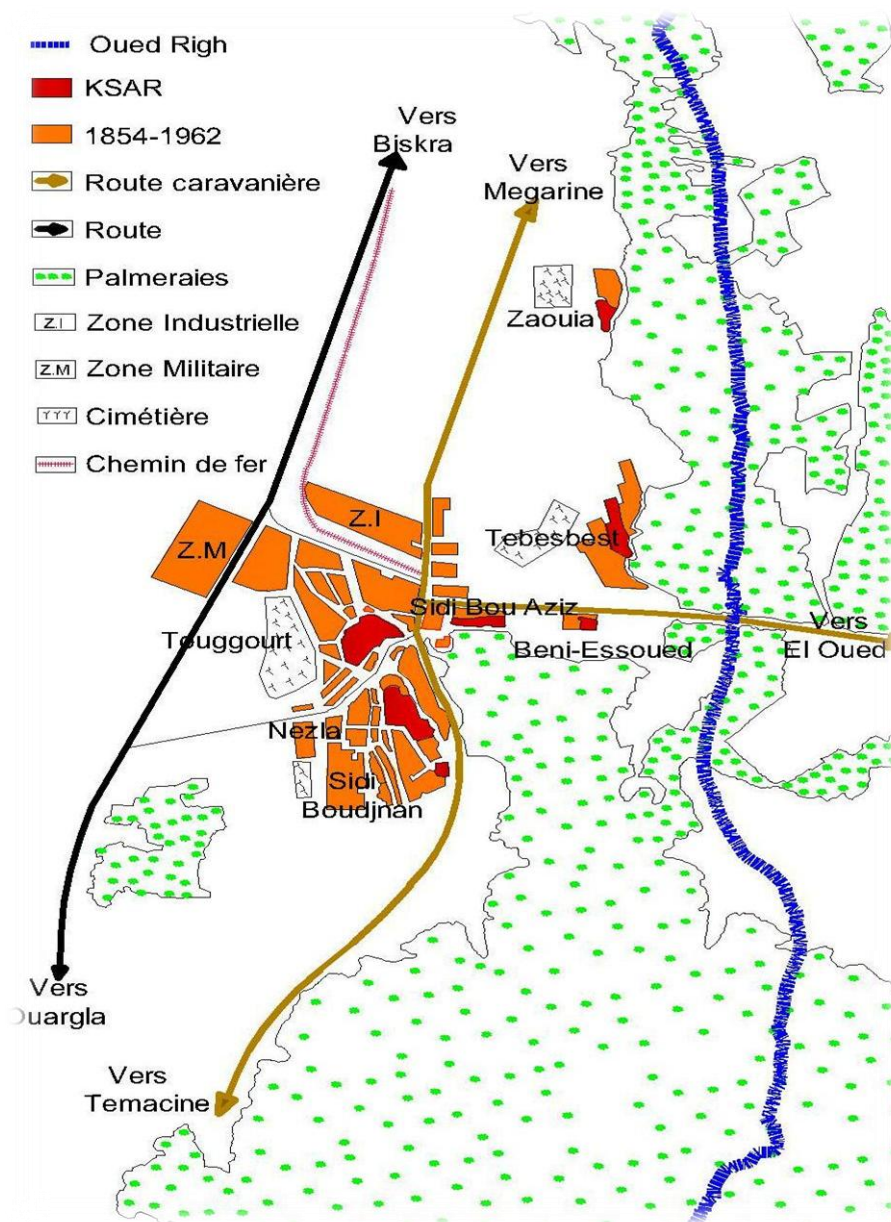 Oued Righ
KSAR
1854-1962
Route caravanière
Route
Palmeraies
Z.I Zone Industrielle
Z.M Zone Militaire
Cimétière
Chemin de fer
Vers
Biskra
Vers
Megarine
Zaouia
Z.I
Z.M
Tebesbest
Sidi Bou Aziz
Touggourt
Beni-Essoued
Vers
El Oued
Nezla
Sidi
Boudjnan
Vers
Ouargla
Vers
Temacine